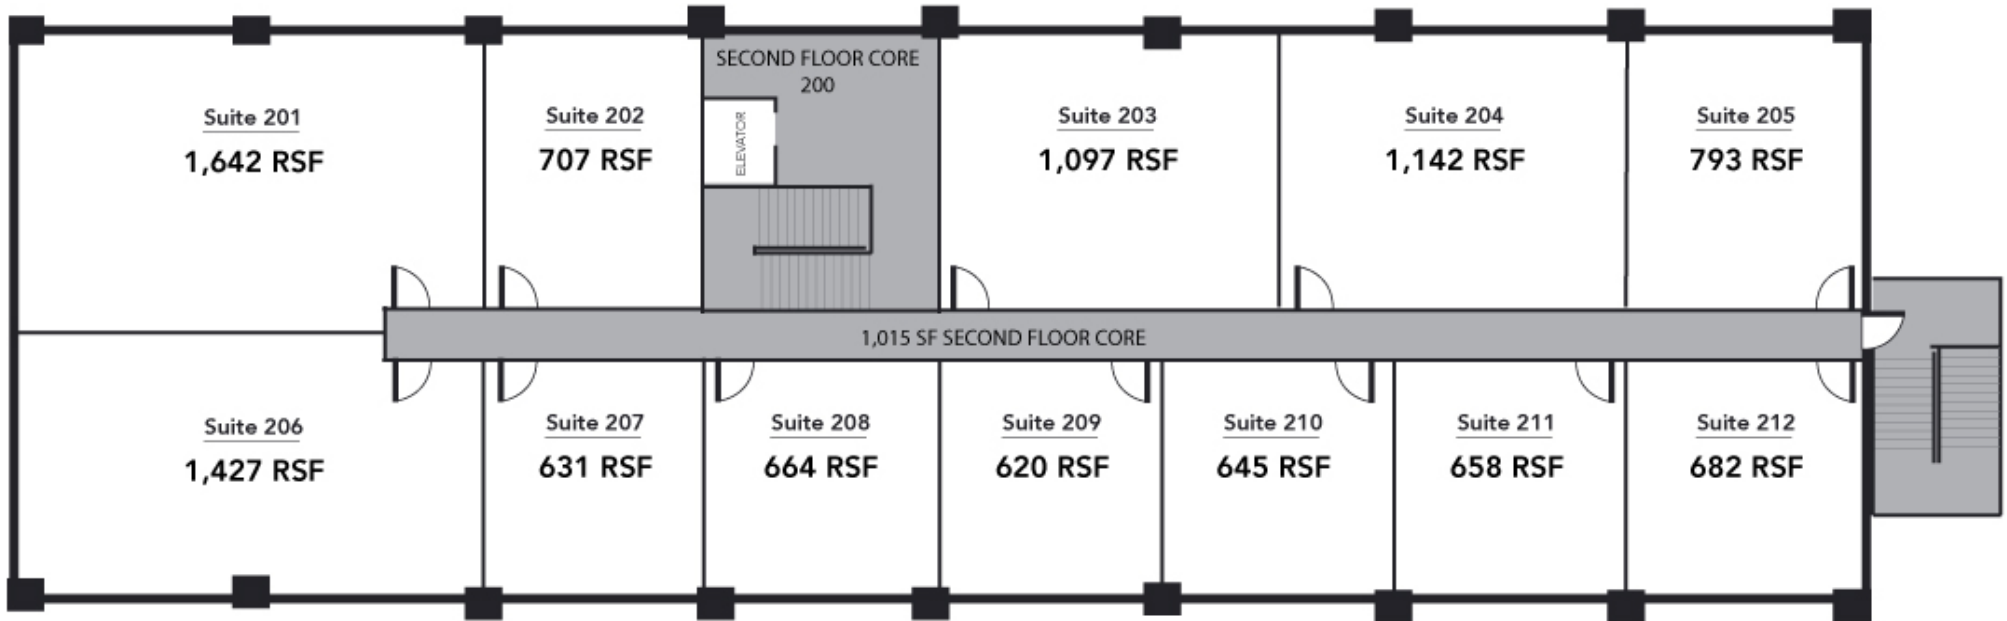 SECOND FLOOR CORE
200
ELEVATOR
Suite 201
1,642 RSF
Suite 202
707 RSF
Suite 203
1,097 RSF
Suite 204
1,142 RSF
Suite 205
793 RSF
1,015 SF SECOND FLOOR CORE
Suite 206
1,427 RSF
Suite 207
631 RSF
Suite 208
664 RSF
Suite 209
620 RSF
Suite 210
645 RSF
Suite 211
658 RSF
Suite 212
682 RSF